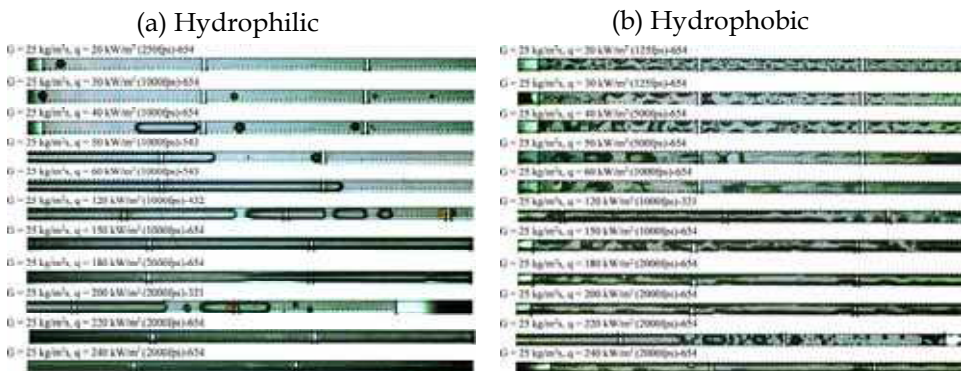 (a) Hydrophilic
G = 25 kg/m²s, q = 20 kW/m² (250fps)-654
G = 25 kg/m²s, q = 30 kW/m² (1000fps)-654
G = 25 kg/m²s, q = 40 kW/m² (1000fps)-654
G = 25 kg/m²s, q = 50 kW/m² (1000fps)-543
G = 25 kg/m²s, q = 60 kW/m² (1000fps)-543
G = 25 kg/m²s, q = 120 kW/m² (1000fps)-432
G = 25 kg/m²s, q = 150 kW/m² (1000fps)-654
G = 25 kg/m²s, q = 180 kW/m² (2000fps)-654
G = 25 kg/m²s, q = 200 kW/m² (2000fps)-321
G = 25 kg/m²s, q = 220 kW/m² (2000fps)-654
G = 25 kg/m²s, q = 240 kW/m² (2000fps)-654
(b) Hydrophobic
G = 25 kg/m²s, q = 20 kW/m² (125fps)-654
G = 25 kg/m²s, q = 30 kW/m² (125fps)-654
G = 25 kg/m²s, q = 40 kW/m² (500fps)-654
G = 25 kg/m²s, q = 50 kW/m² (500fps)-654
G = 25 kg/m²s, q = 60 kW/m² (1000fps)-654
G = 25 kg/m²s, q = 120 kW/m² (1000fps)-321
G = 25 kg/m²s, q = 150 kW/m² (1000fps)-654
G = 25 kg/m²s, q = 180 kW/m² (2000fps)-654
G = 25 kg/m²s, q = 200 kW/m² (2000fps)-654
G = 25 kg/m²s, q = 220 kW/m² (2000fps)-654
G = 25 kg/m²s, q = 240 kW/m² (2000fps)-654